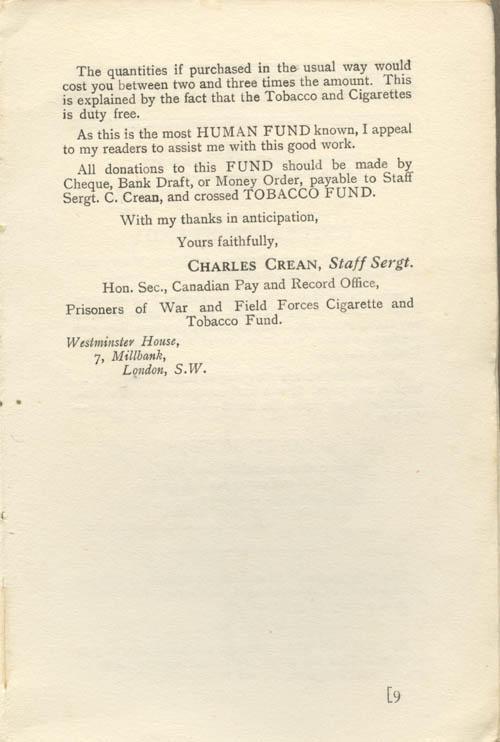 The quantities if purchased in the usual way would
cost you between two and three times the amount. This
is explained by the fact that the Tobacco and Cigarettes
is duty free.
As this is the most HUMAN FUND known, I appeal
to my readers to assist me with this good work.
All donations to this FUND should be made by
Cheque, Bank Draft, or Money Order, payable to Staff
Sergt. C. Crean, and crossed TOBACCO FUND.
With my thanks in anticipation,
Yours faithfully,
CHARLES CREAN, Staff Sergt.
Hon. Sec., Canadian Pay and Record Office,
Prisoners of War and Field Forces Cigarette and
Tobacco Fund.
Westminster House,
7, Millbank,
London, S.W.
[9